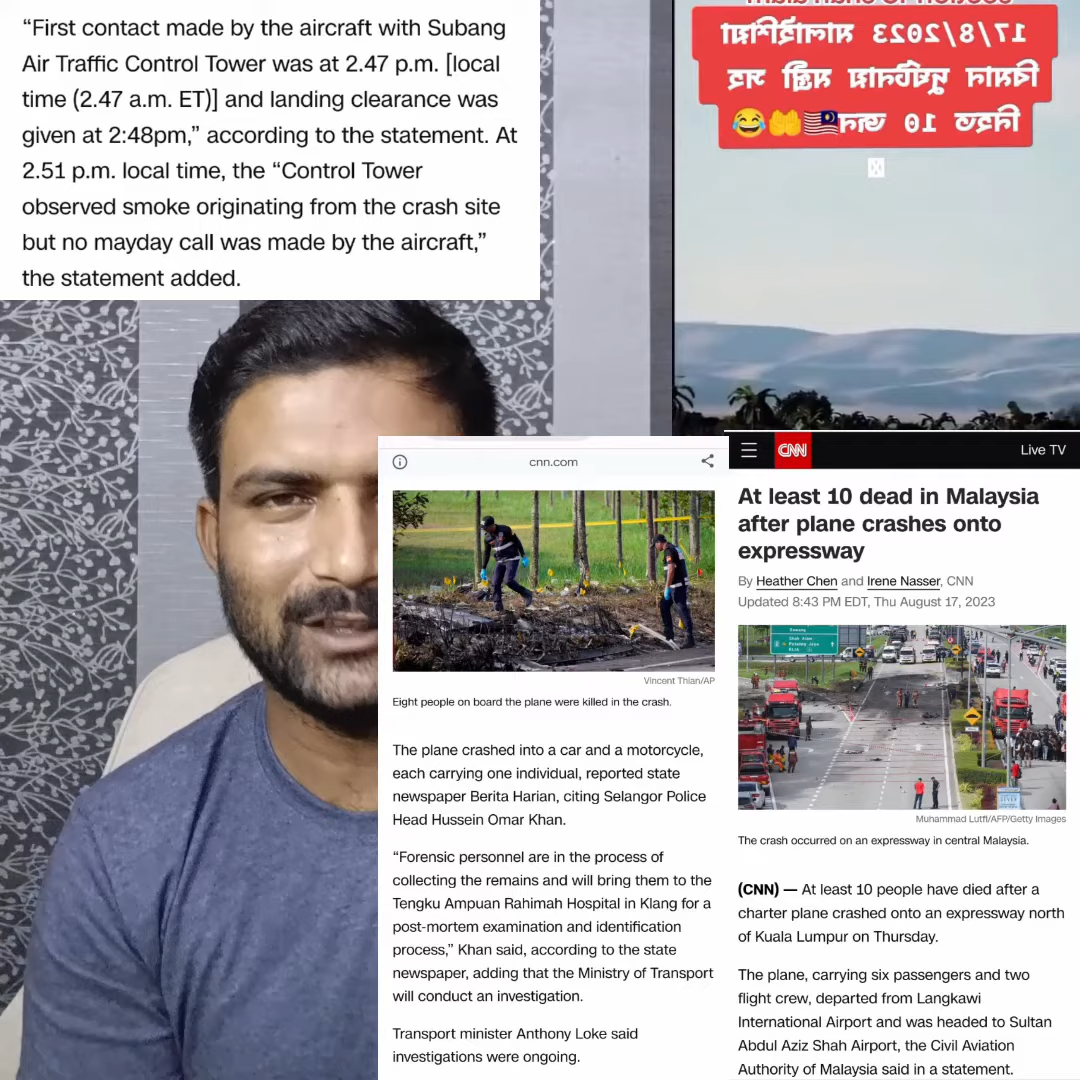 “First contact made by the aircraft with Subang
Air Traffic Control Tower was at 2.47 p.m. [local
time (2.47 a.m. ET)] and landing clearance was
given at 2:48pm,” according to the statement. At
2.51 p.m. local time, the “Control Tower
observed smoke originating from the crash site
but no mayday call was made by the aircraft,”
the statement added.
17/8/2023 মালাইশিয়া
বিমান দুর্ঘটনায় মন্ত্রী সহ
নিহত 10 জন🇲🇾🤲😂
cnn.com
Vincent Thian/AP
Eight people on board the plane were killed in the crash.
The plane crashed into a car and a motorcycle,
each carrying one individual, reported state
newspaper Berita Harian, citing Selangor Police
Head Hussein Omar Khan.
“Forensic personnel are in the process of
collecting the remains and will bring them to the
Tengku Ampuan Rahimah Hospital in Klang for a
post-mortem examination and identification
process,” Khan said, according to the state
newspaper, adding that the Ministry of Transport
will conduct an investigation.
Transport minister Anthony Loke said
investigations were ongoing.
CNN
Live TV
At least 10 dead in Malaysia
after plane crashes onto
expressway
By Heather Chen and Irene Nasser, CNN
Updated 8:43 PM EDT, Thu August 17, 2023
Muhammad Lutfi/AFP/Getty Images
The crash occurred on an expressway in central Malaysia.
(CNN) — At least 10 people have died after a
charter plane crashed onto an expressway north
of Kuala Lumpur on Thursday.
The plane, carrying six passengers and two
flight crew, departed from Langkawi
International Airport and was headed to Sultan
Abdul Aziz Shah Airport, the Civil Aviation
Authority of Malaysia said in a statement.